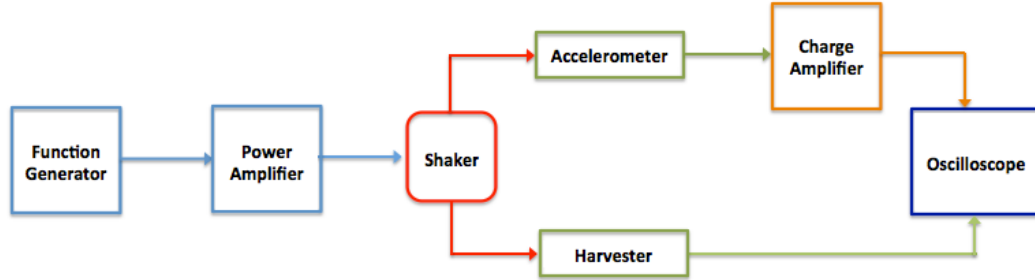 Function
Generator
Power
Amplifier
Shaker
Accelerometer
Charge
Amplifier
Harvester
Oscilloscope